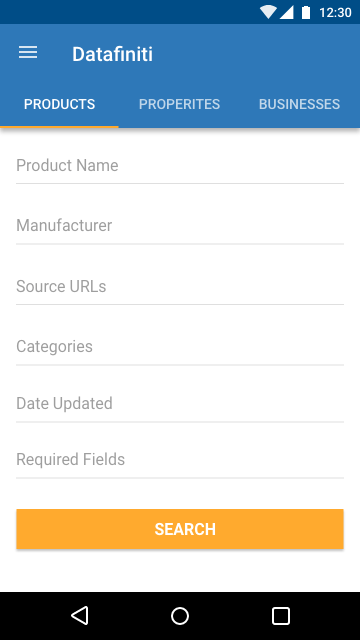 12:30
Datafiniti
PRODUCTS PROPERITES BUSINESSES
Product Name
Manufacturer
Source URLs
Categories
Date Updated
Required Fields
SEARCH